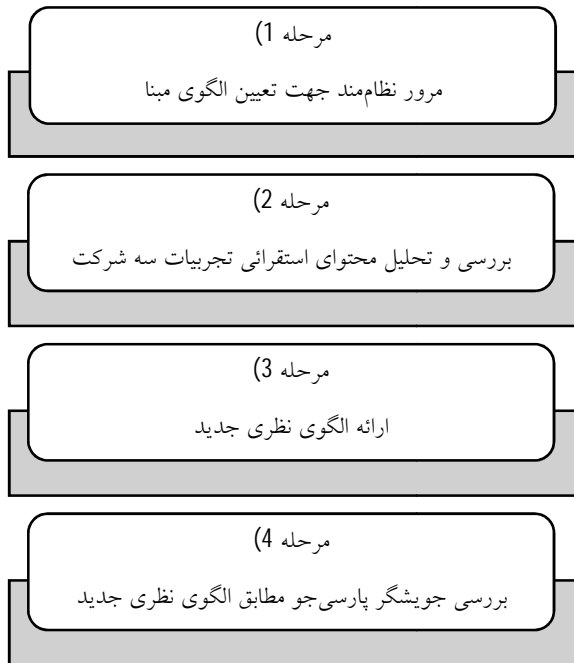 مرحله 1)
مرور نظام‌مند جهت تعیین الگوی مبنا
مرحله 2)
بررسی و تحلیل محتوای استقرائی تجربیات سه شرکت
مرحله 3)
ارائه الگوی نظری جدید
مرحله 4)
بررسی جویشگر پارسی‌جو مطابق الگوی نظری جدید